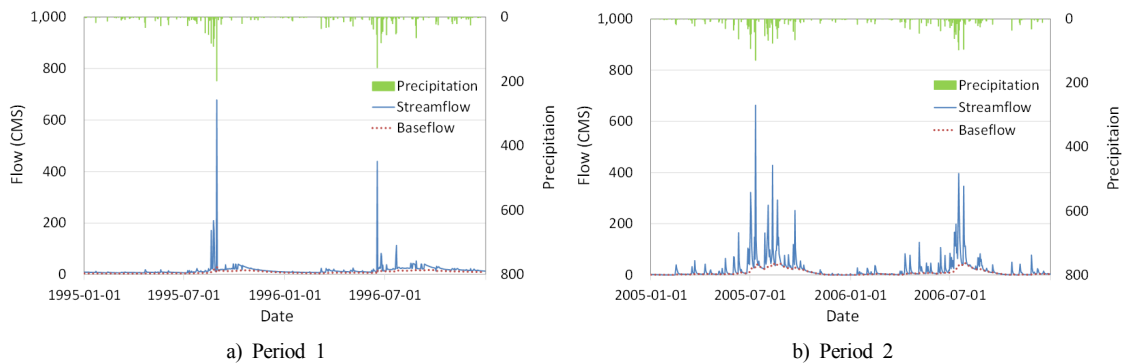 1,000
800
600
400
200
0
Flow (CMS)
0
200
400
600
800
Precipitaion
Precipitation
Streamflow
Baseflow
1995-01-01 1995-07-01 1996-01-01 1996-07-01
Date
a) Period 1
1,000
800
600
400
200
0
Flow (CMS)
0
200
400
600
800
Precipitaion
Precipitation
Streamflow
Baseflow
2005-01-01 2005-07-01 2006-01-01 2006-07-01
Date
b) Period 2